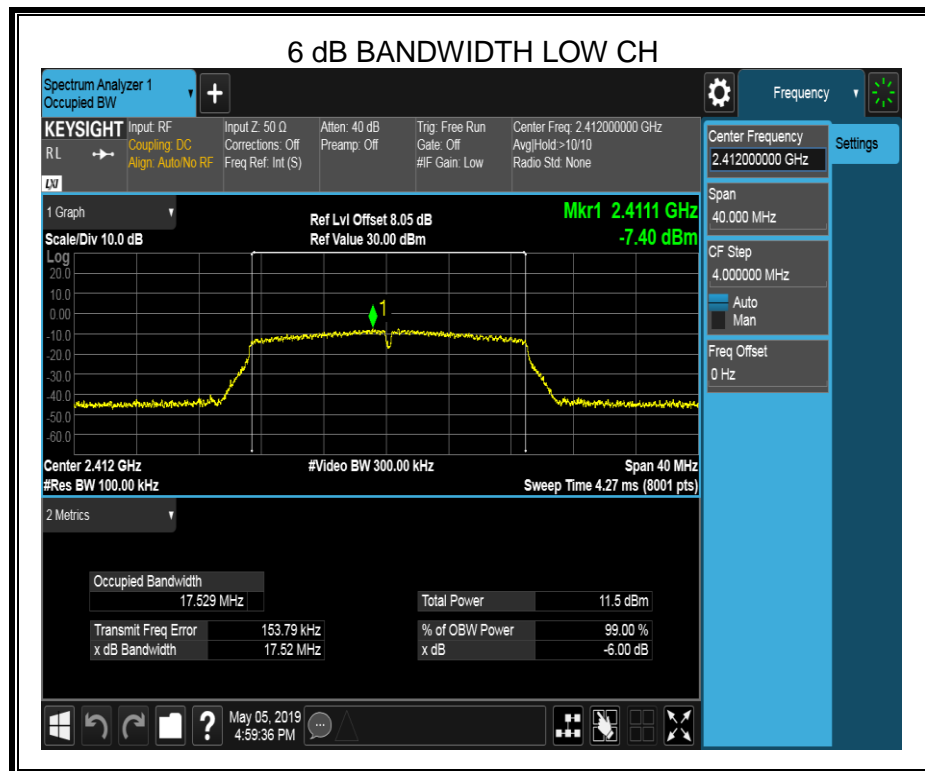 6 dB BANDWIDTH LOW CH
Spectrum Analyzer 1
Occupied BW
+
Frequency
KEYSIGHT
RL
LXI
Input: RF
Coupling: DC
Align: Auto/No RF
Input Z: 50 Ω
Corrections: Off
Freq Ref: Int (S)
Atten: 40 dB
Preamp: Off
Trig: Free Run
Gate: Off
#IF Gain: Low
Center Freq: 2.412000000 GHz
Avg|Hold:>10/10
Radio Std: None
Center Frequency
2.412000000 GHz
Settings
Span
40.000 MHz
CF Step
4.000000 MHz
Auto
Man
Freq Offset
0 Hz
1 Graph
Scale/Div 10.0 dB
Ref Lvl Offset 8.05 dB
Ref Value 30.00 dBm
Mkr1 2.4111 GHz
-7.40 dBm
Log
20.0
10.0
0.00
-10.0
-20.0
-30.0
-40.0
-50.0
-60.0
1
Center 2.412 GHz
#Res BW 100.00 kHz
#Video BW 300.00 kHz
Span 40 MHz
Sweep Time 4.27 ms (8001 pts)
2 Metrics
Occupied Bandwidth
17.529 MHz
Total Power 11.5 dBm
Transmit Freq Error 153.79 kHz
% of OBW Power 99.00 %
x dB Bandwidth 17.52 MHz
x dB -6.00 dB
?
May 05, 2019
4:59:36 PM